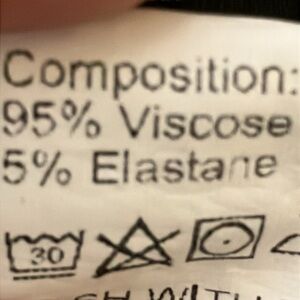 Composition:
95% Viscose
5% Elastane
30